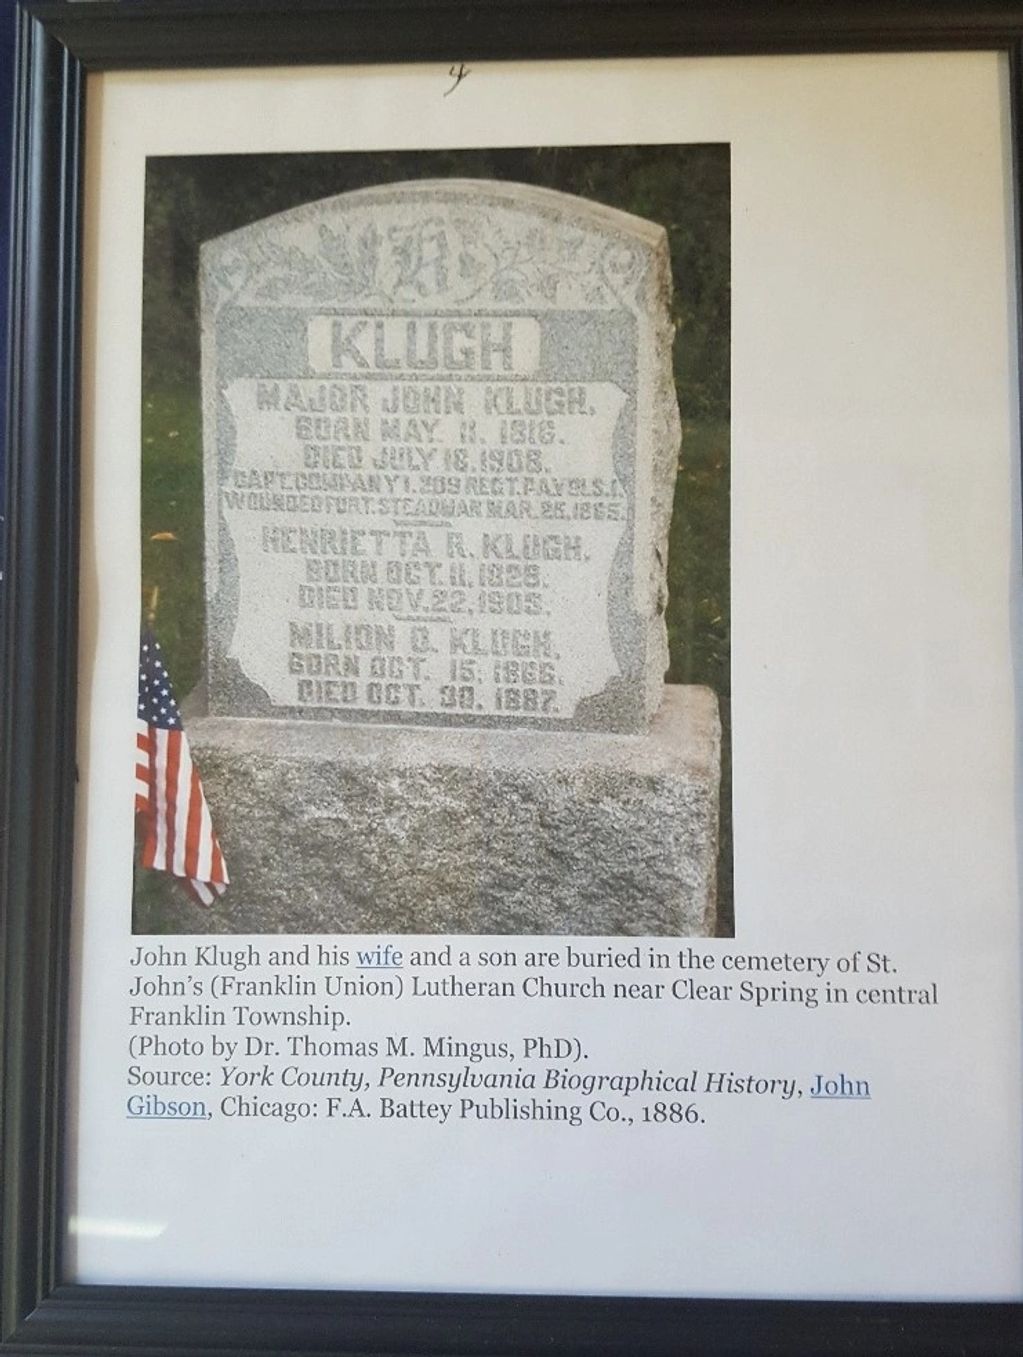 4
K
KLUGH
MAJOR JOHN KLUGH.
BORN MAY 11. 1816.
DIED JULY 18.1908.
CAPT.COMPANY I. 209 REGT. PA.VOLS. I.
WOUNDED FORT. STEADMAN MAR. 25. 1865.
HENRIETTA R. KLUGH.
BORN OCT. 11. 1826.
DIED NOV. 22, 1905.
MILION O. KLUGH.
BORN OCT. 15; 1866.
DIED OCT. 30. 1887.
John Klugh and his wife and a son are buried in the cemetery of St.
John's (Franklin Union) Lutheran Church near Clear Spring in central
Franklin Township.
(Photo by Dr. Thomas M. Mingus, PhD).
Source: York County, Pennsylvania Biographical History, John
Gibson, Chicago: F.A. Battey Publishing Co., 1886.